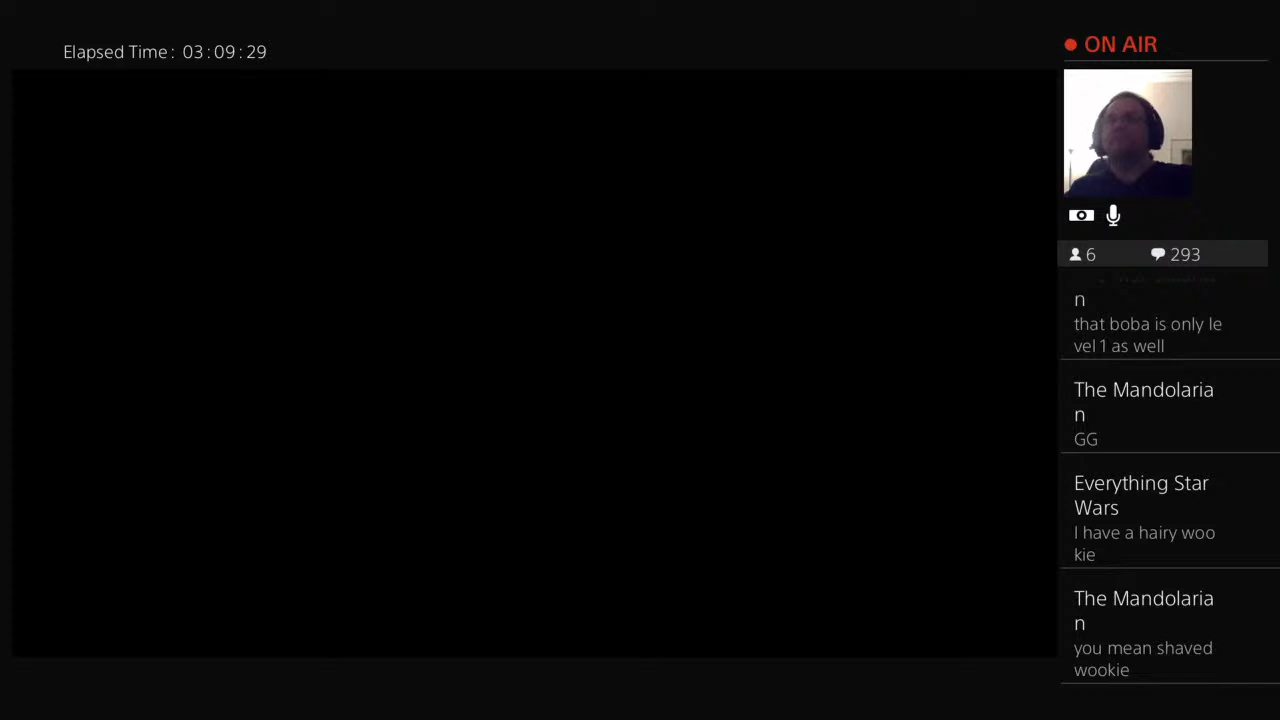 Elapsed Time: 03:09:29
ON AIR
6 293
n
that boba is only le
vel 1 as well
The Mandolaria
n
GG
Everything Star
Wars
I have a hairy woo
kie
The Mandolaria
n
you mean shaved
wookie